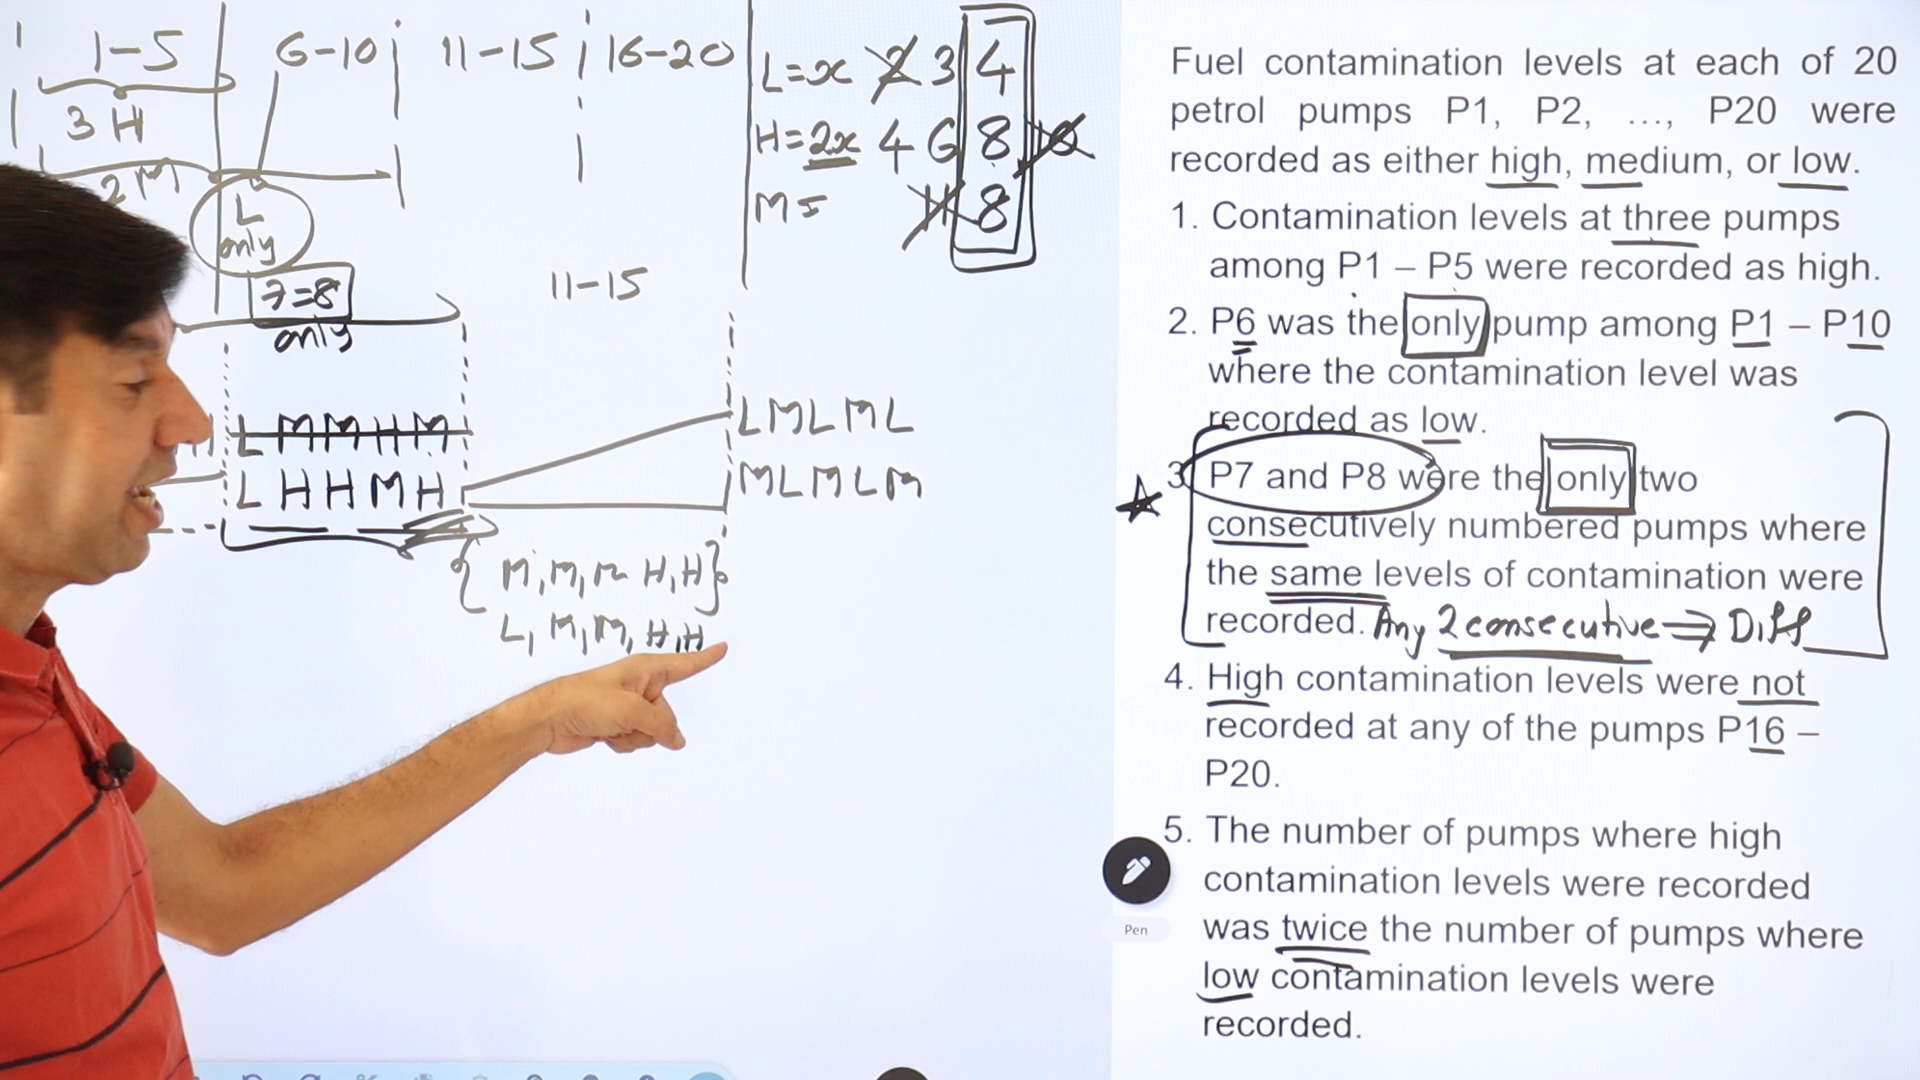 1-5 6-10 11-15 16-20
3 H
2 M
L only
7=8 only
L=x 2 3 4
H=2x 4 6 8 10
M= 11 8
11-15
L M M H M
L H H M H
L M L M L
M L M L M
{ M, M, M H, H }
L, M, M, H, H
Fuel contamination levels at each of 20
petrol pumps P1, P2, ..., P20 were
recorded as either high, medium, or low.
1. Contamination levels at three pumps
among P1 – P5 were recorded as high.
2. P6 was the only pump among P1 – P10
where the contamination level was
recorded as low.
3. P7 and P8 were the only two
consecutively numbered pumps where
the same levels of contamination were
recorded. Any 2 consecutive ⇒ Diff
4. High contamination levels were not
recorded at any of the pumps P16 –
P20.
5. The number of pumps where high
contamination levels were recorded
was twice the number of pumps where
low contamination levels were
recorded.
Pen